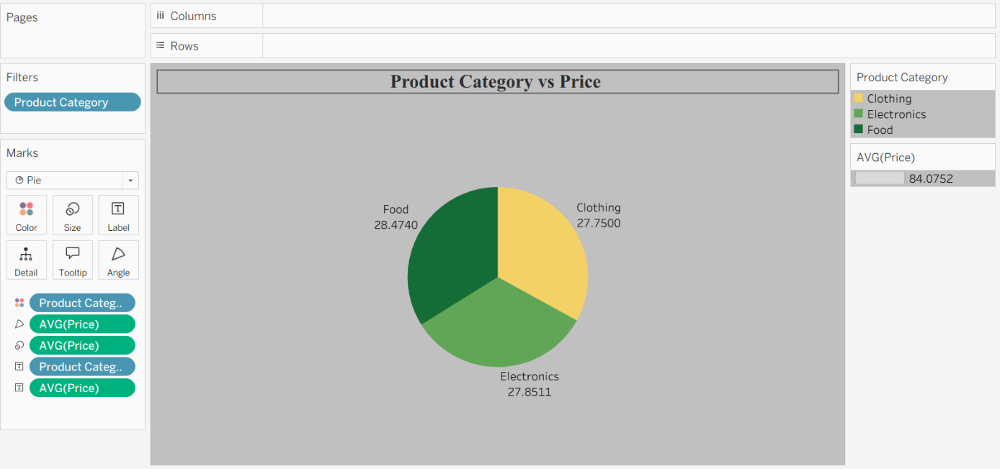 Pages
Columns
Rows
Filters
Product Category
Marks
Pie
Color
Size
Label
Detail
Tooltip
Angle
Product Categ..
AVG(Price)
AVG(Price)
Product Categ..
AVG(Price)
Product Category vs Price
Food
28.4740
Clothing
27.7500
Electronics
27.8511
Product Category
Clothing
Electronics
Food
AVG(Price)
84.0752